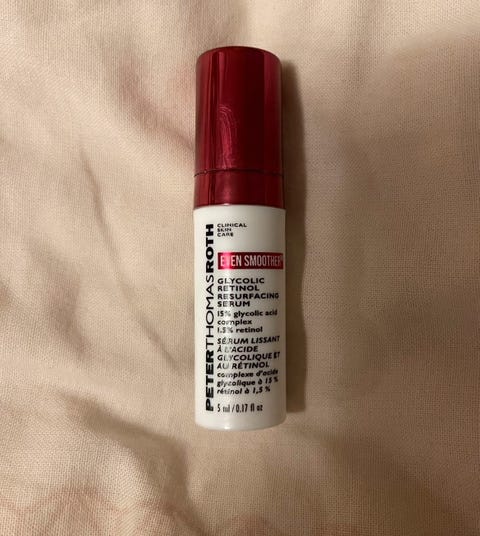 PETERTHOMASROTH
CLINICAL
SKIN
CARE
EVEN SMOOTHER®
GLYCOLIC
RETINOL
RESURFACING
SERUM
15% glycolic acid
complex
1.5% retinol
SÉRUM LISSANT
À L'ACIDE
GLYCOLIQUE ET
AU RÉTINOL
complexe d'acide
glycolique à 15 %
rétinol à 1,5 %
5 ml / 0.17 fl oz